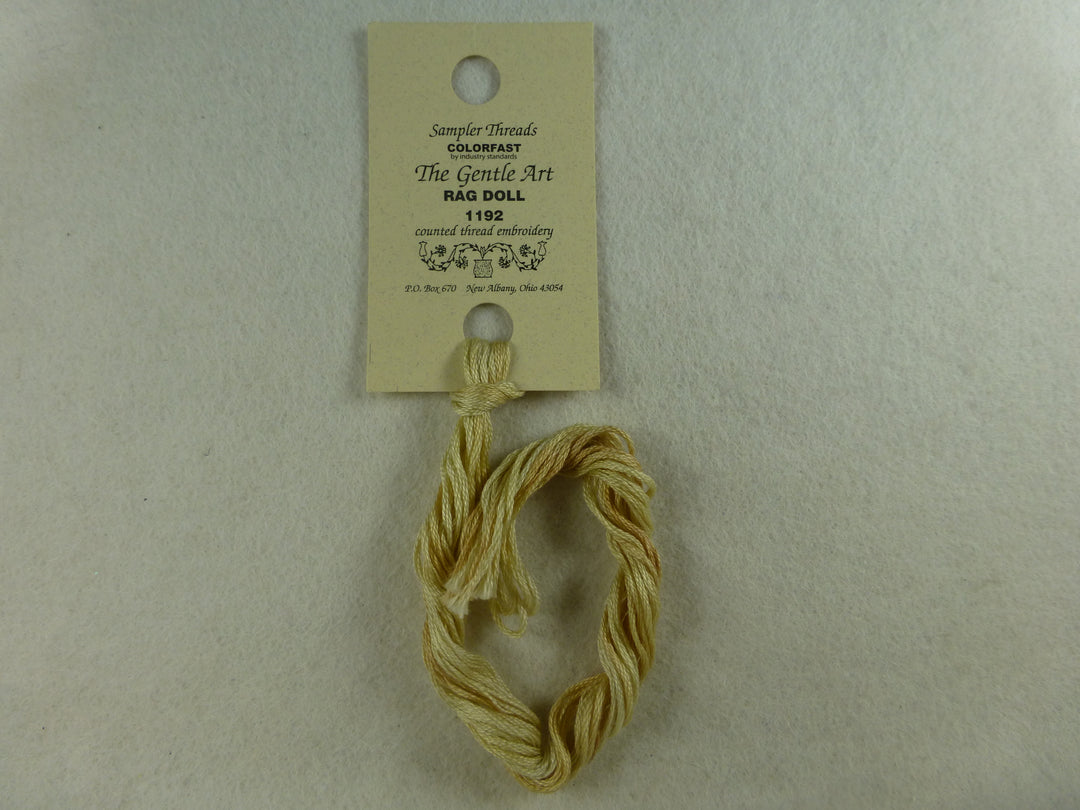 Sampler Threads
COLORFAST
by industry standards
The Gentle Art
RAG DOLL
1192
counted thread embroidery
P.O. Box 670 New Albany, Ohio 43054